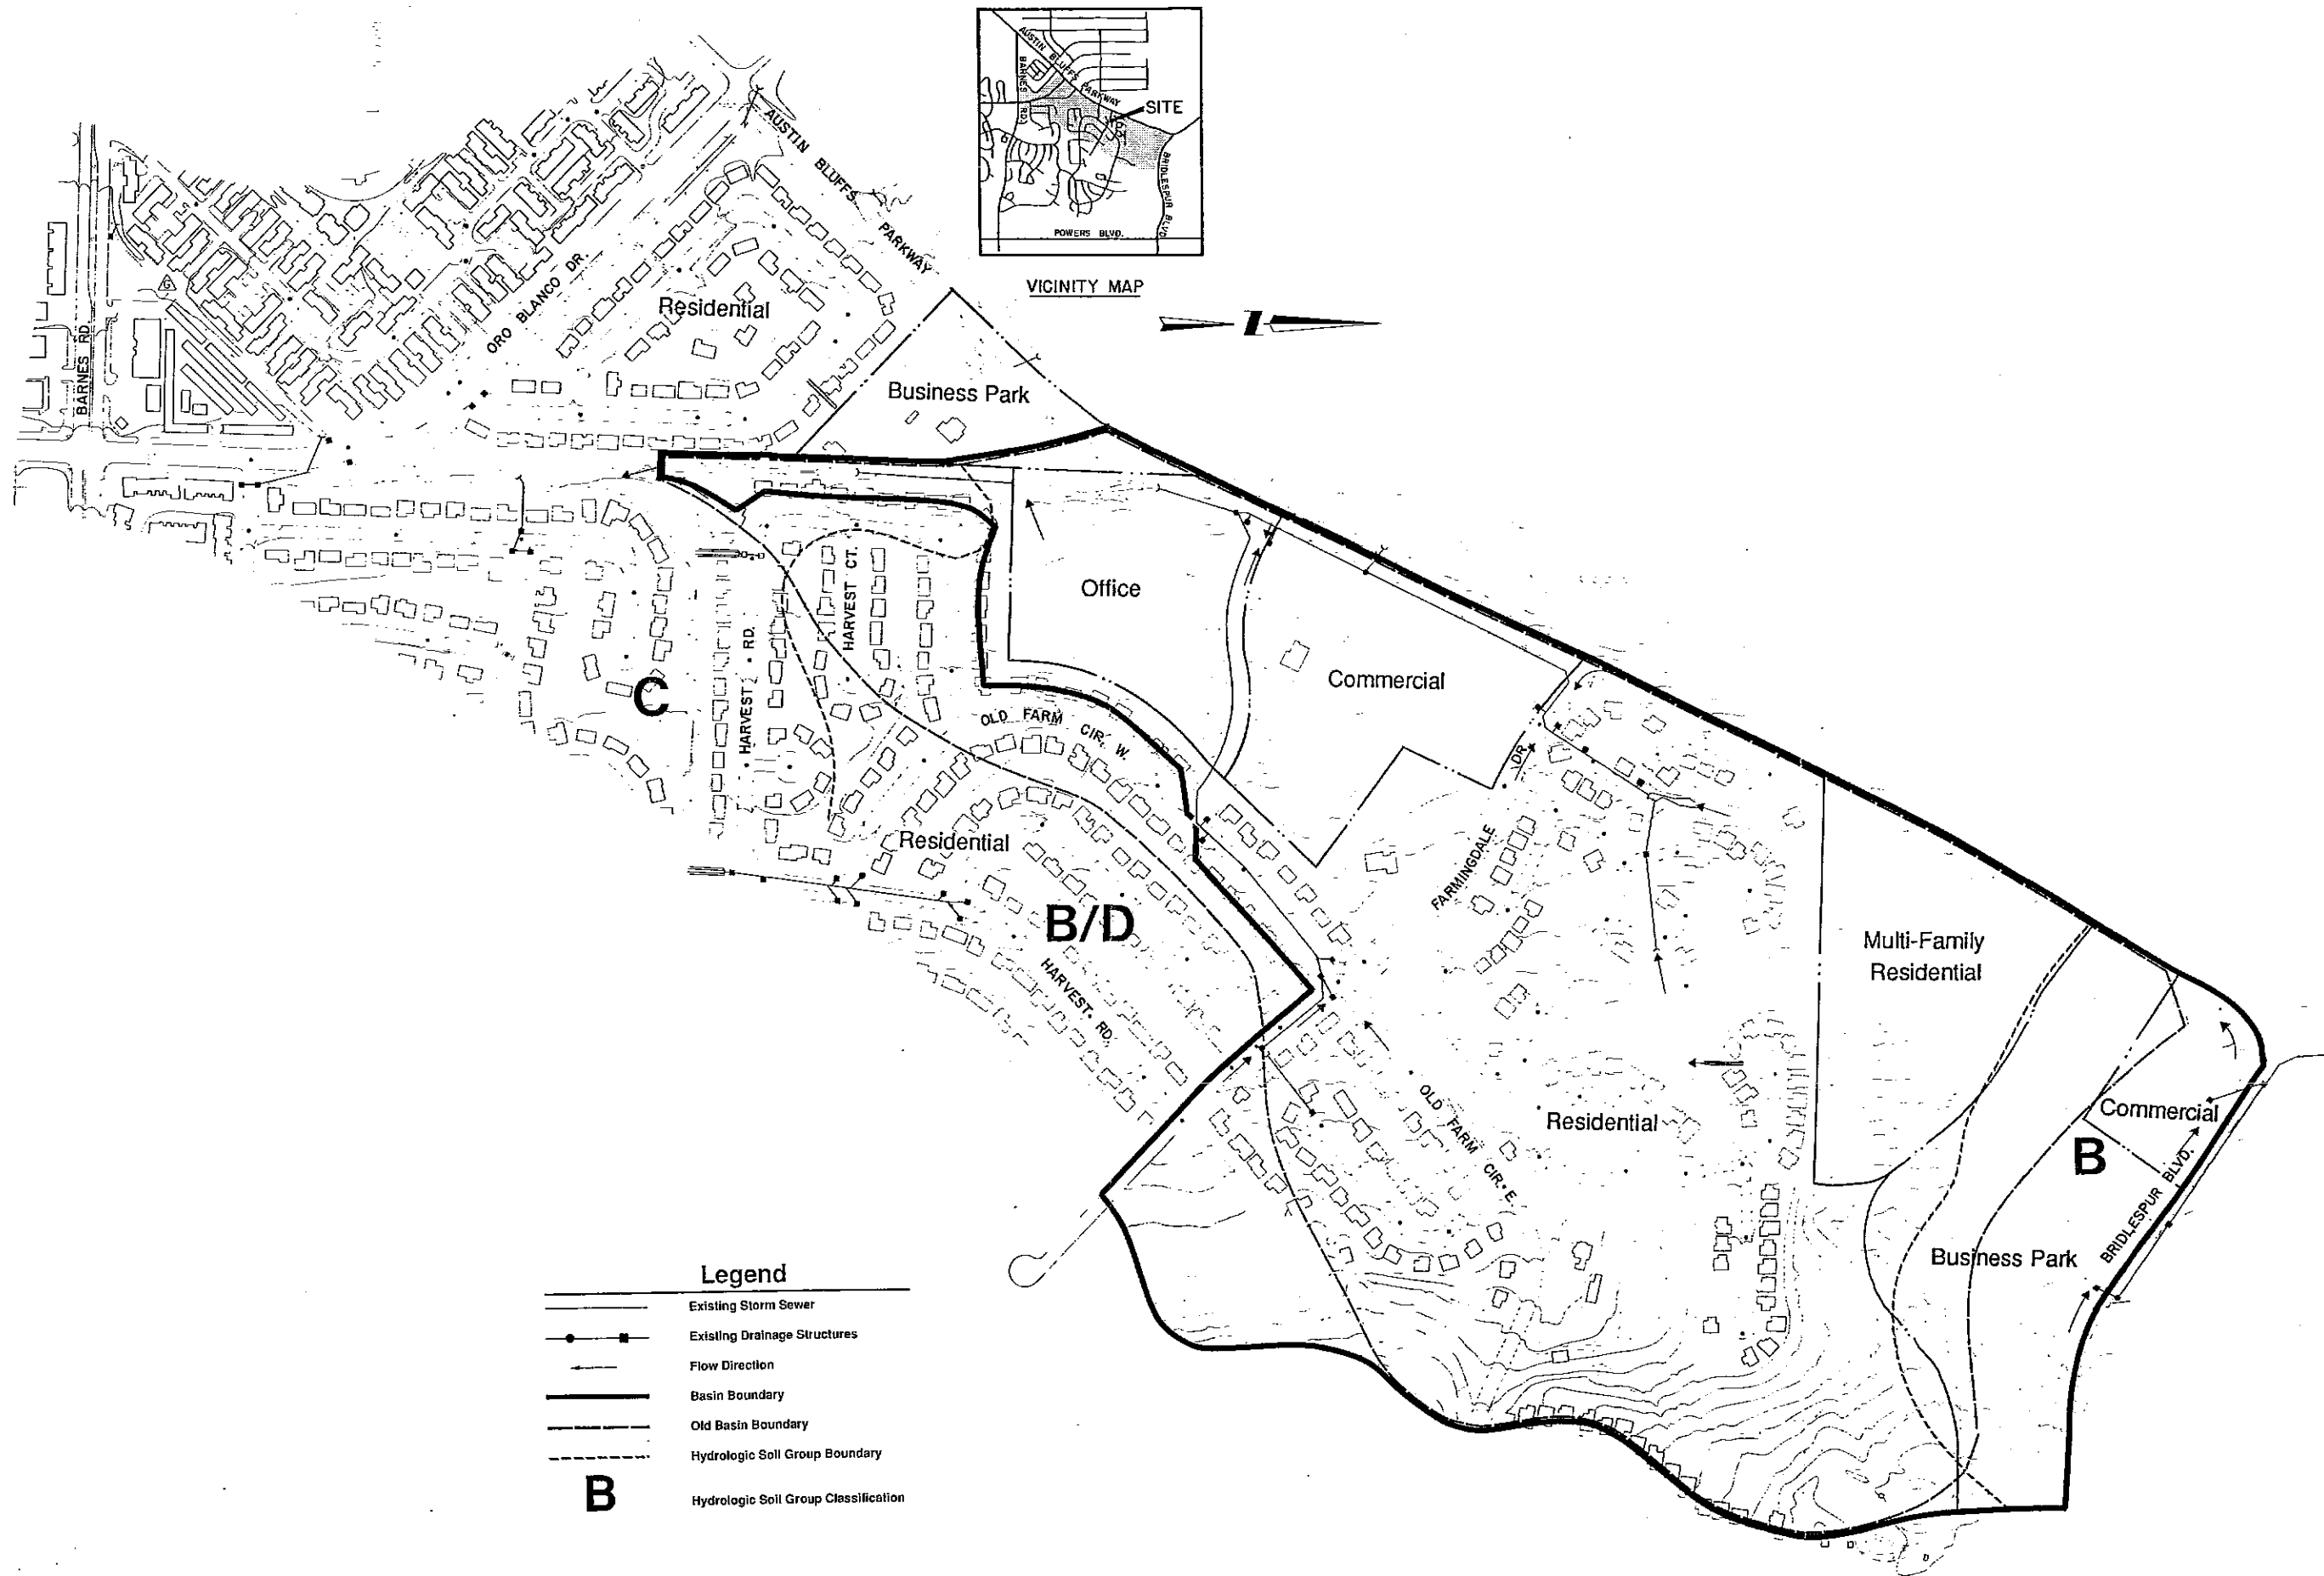 AUSTIN BLUFFS PARKWAY
BARNES RD.
SITE
BRIDLESPUR BLVD.
POWERS BLVD.
VICINITY MAP
N
AUSTIN BLUFFS PARKWAY
BARNES RD.
G
ORO BLANCO DR.
Residential
Business Park
Office
Commercial
C
HARVEST RD.
HARVEST CT.
OLD FARM CIR. W.
DR.
FARMINGDALE
Residential
B/D
HARVEST RD.
Multi-Family
Residential
OLD FARM CIR. E.
Residential
Commercial
B
BRIDLESPUR BLVD.
Business Park
Legend
Existing Storm Sewer
Existing Drainage Structures
Flow Direction
Basin Boundary
Old Basin Boundary
Hydrologic Soil Group Boundary
B
Hydrologic Soil Group Classification